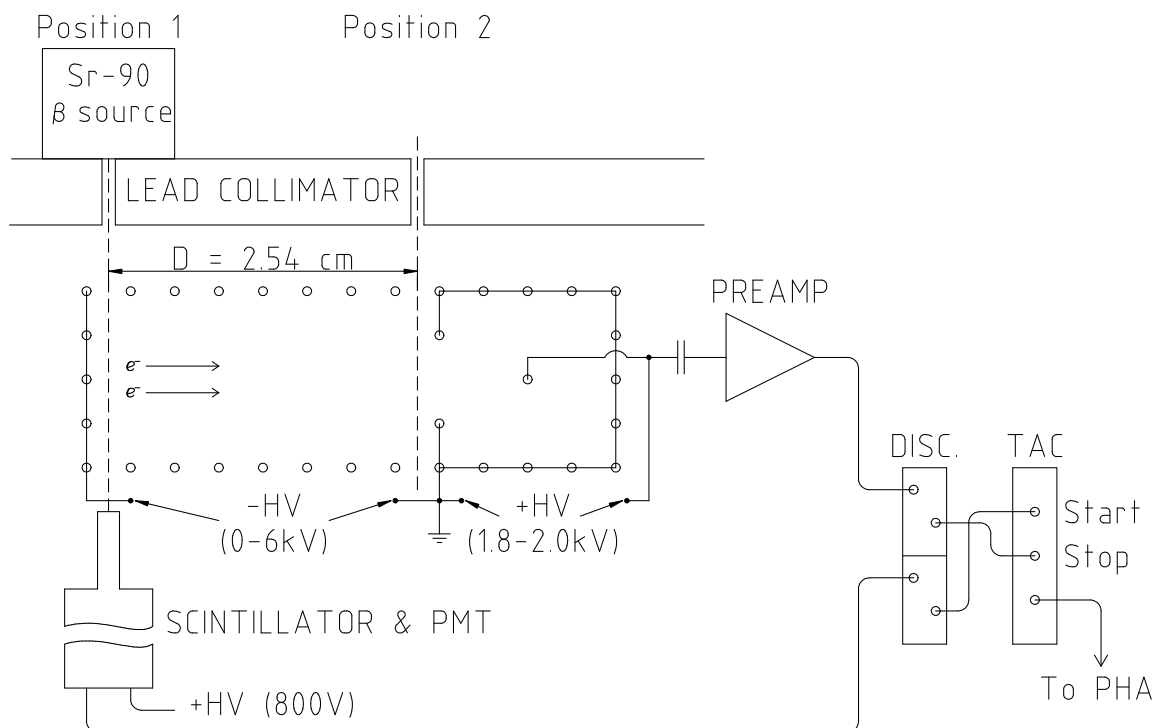 Position 1
Position 2
Sr-90
β source
LEAD COLLIMATOR
D = 2.54 cm
PREAMP
e-
e-
DISC.
TAC
-HV
(0-6kV)
+HV
(1.8-2.0kV)
Start
Stop
SCINTILLATOR & PMT
+HV (800V)
To PHA